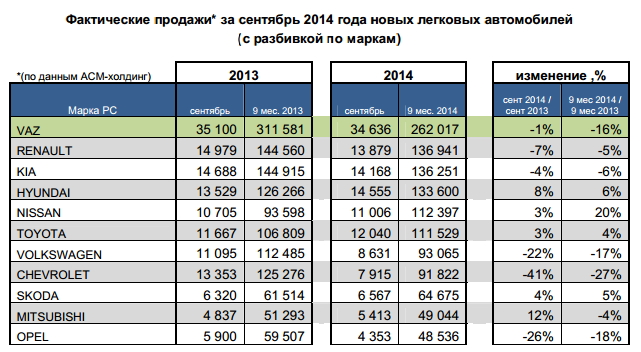 Фактические продажи* за сентябрь 2014 года новых легковых автомобилей
(с разбивкой по маркам)
*(по данным АСМ-холдинг) 2013 2014 изменение ,%
Марка РС сентябрь 9 мес. 2013 сентябрь 9 мес. 2014 сент 2014 / сент 2013 9 мес 2014 / 9 мес 2013
VAZ 35 100 311 581 34 636 262 017 -1% -16%
RENAULT 14 979 144 560 13 879 136 941 -7% -5%
KIA 14 688 144 915 14 168 136 251 -4% -6%
HYUNDAI 13 529 126 266 14 555 133 600 8% 6%
NISSAN 10 705 93 598 11 006 112 397 3% 20%
TOYOTA 11 667 106 809 12 040 111 529 3% 4%
VOLKSWAGEN 11 095 112 485 8 631 93 065 -22% -17%
CHEVROLET 13 353 125 276 7 915 91 822 -41% -27%
SKODA 6 320 61 514 6 567 64 675 4% 5%
MITSUBISHI 4 837 51 293 5 413 49 044 12% -4%
OPEL 5 900 59 507 4 353 48 536 -26% -18%